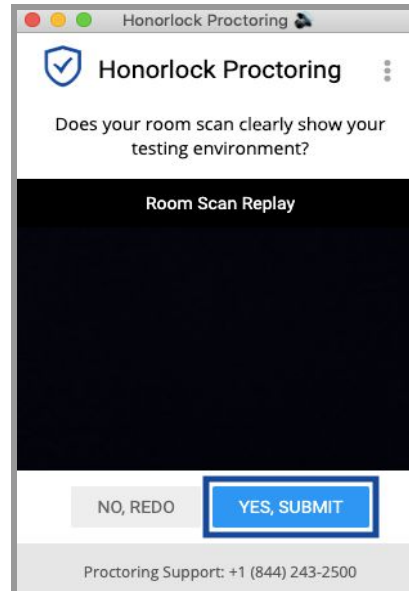 Honorlock Proctoring
Honorlock Proctoring
Does your room scan clearly show your
testing environment?
Room Scan Replay
NO, REDO
YES, SUBMIT
Proctoring Support: +1 (844) 243-2500